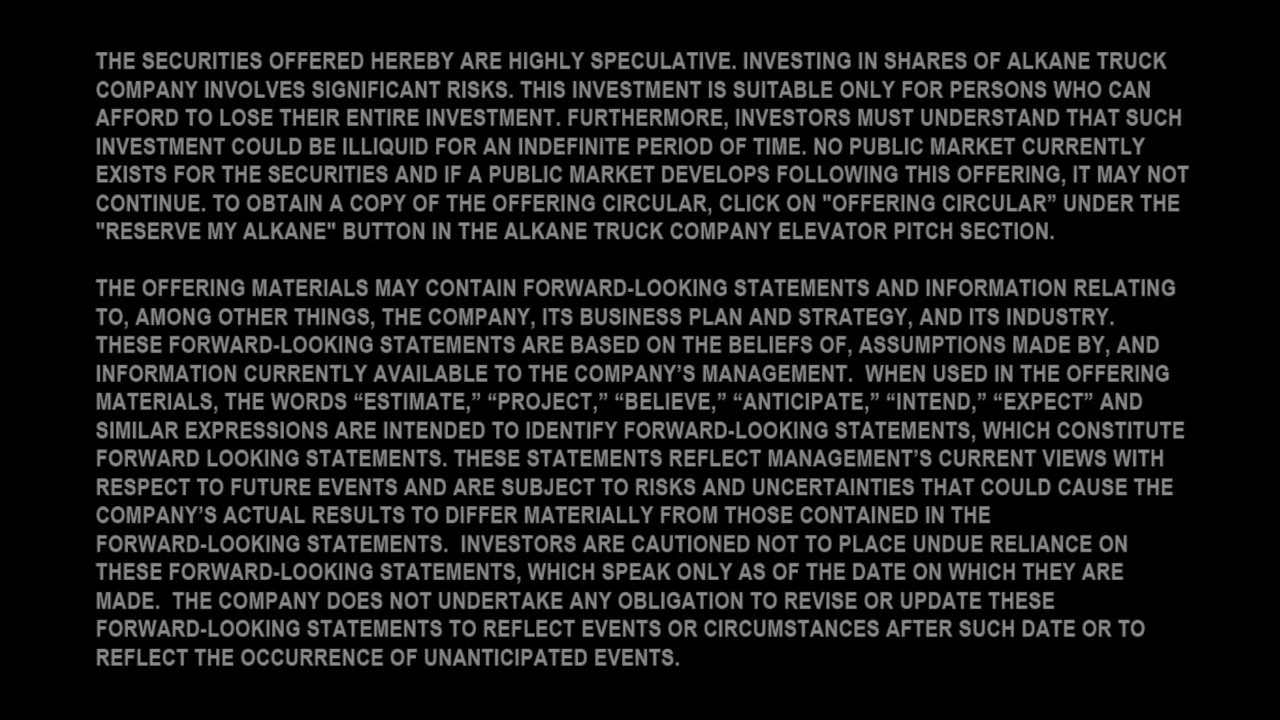 THE SECURITIES OFFERED HEREBY ARE HIGHLY SPECULATIVE. INVESTING IN SHARES OF ALKANE TRUCK
COMPANY INVOLVES SIGNIFICANT RISKS. THIS INVESTMENT IS SUITABLE ONLY FOR PERSONS WHO CAN
AFFORD TO LOSE THEIR ENTIRE INVESTMENT. FURTHERMORE, INVESTORS MUST UNDERSTAND THAT SUCH
INVESTMENT COULD BE ILLIQUID FOR AN INDEFINITE PERIOD OF TIME. NO PUBLIC MARKET CURRENTLY
EXISTS FOR THE SECURITIES AND IF A PUBLIC MARKET DEVELOPS FOLLOWING THIS OFFERING, IT MAY NOT
CONTINUE. TO OBTAIN A COPY OF THE OFFERING CIRCULAR, CLICK ON "OFFERING CIRCULAR” UNDER THE
"RESERVE MY ALKANE" BUTTON IN THE ALKANE TRUCK COMPANY ELEVATOR PITCH SECTION.
THE OFFERING MATERIALS MAY CONTAIN FORWARD-LOOKING STATEMENTS AND INFORMATION RELATING
TO, AMONG OTHER THINGS, THE COMPANY, ITS BUSINESS PLAN AND STRATEGY, AND ITS INDUSTRY.
THESE FORWARD-LOOKING STATEMENTS ARE BASED ON THE BELIEFS OF, ASSUMPTIONS MADE BY, AND
INFORMATION CURRENTLY AVAILABLE TO THE COMPANY’S MANAGEMENT.  WHEN USED IN THE OFFERING
MATERIALS, THE WORDS “ESTIMATE,” “PROJECT,” “BELIEVE,” “ANTICIPATE,” “INTEND,” “EXPECT” AND
SIMILAR EXPRESSIONS ARE INTENDED TO IDENTIFY FORWARD-LOOKING STATEMENTS, WHICH CONSTITUTE
FORWARD LOOKING STATEMENTS. THESE STATEMENTS REFLECT MANAGEMENT’S CURRENT VIEWS WITH
RESPECT TO FUTURE EVENTS AND ARE SUBJECT TO RISKS AND UNCERTAINTIES THAT COULD CAUSE THE
COMPANY’S ACTUAL RESULTS TO DIFFER MATERIALLY FROM THOSE CONTAINED IN THE
FORWARD-LOOKING STATEMENTS.  INVESTORS ARE CAUTIONED NOT TO PLACE UNDUE RELIANCE ON
THESE FORWARD-LOOKING STATEMENTS, WHICH SPEAK ONLY AS OF THE DATE ON WHICH THEY ARE
MADE.  THE COMPANY DOES NOT UNDERTAKE ANY OBLIGATION TO REVISE OR UPDATE THESE
FORWARD-LOOKING STATEMENTS TO REFLECT EVENTS OR CIRCUMSTANCES AFTER SUCH DATE OR TO
REFLECT THE OCCURRENCE OF UNANTICIPATED EVENTS.